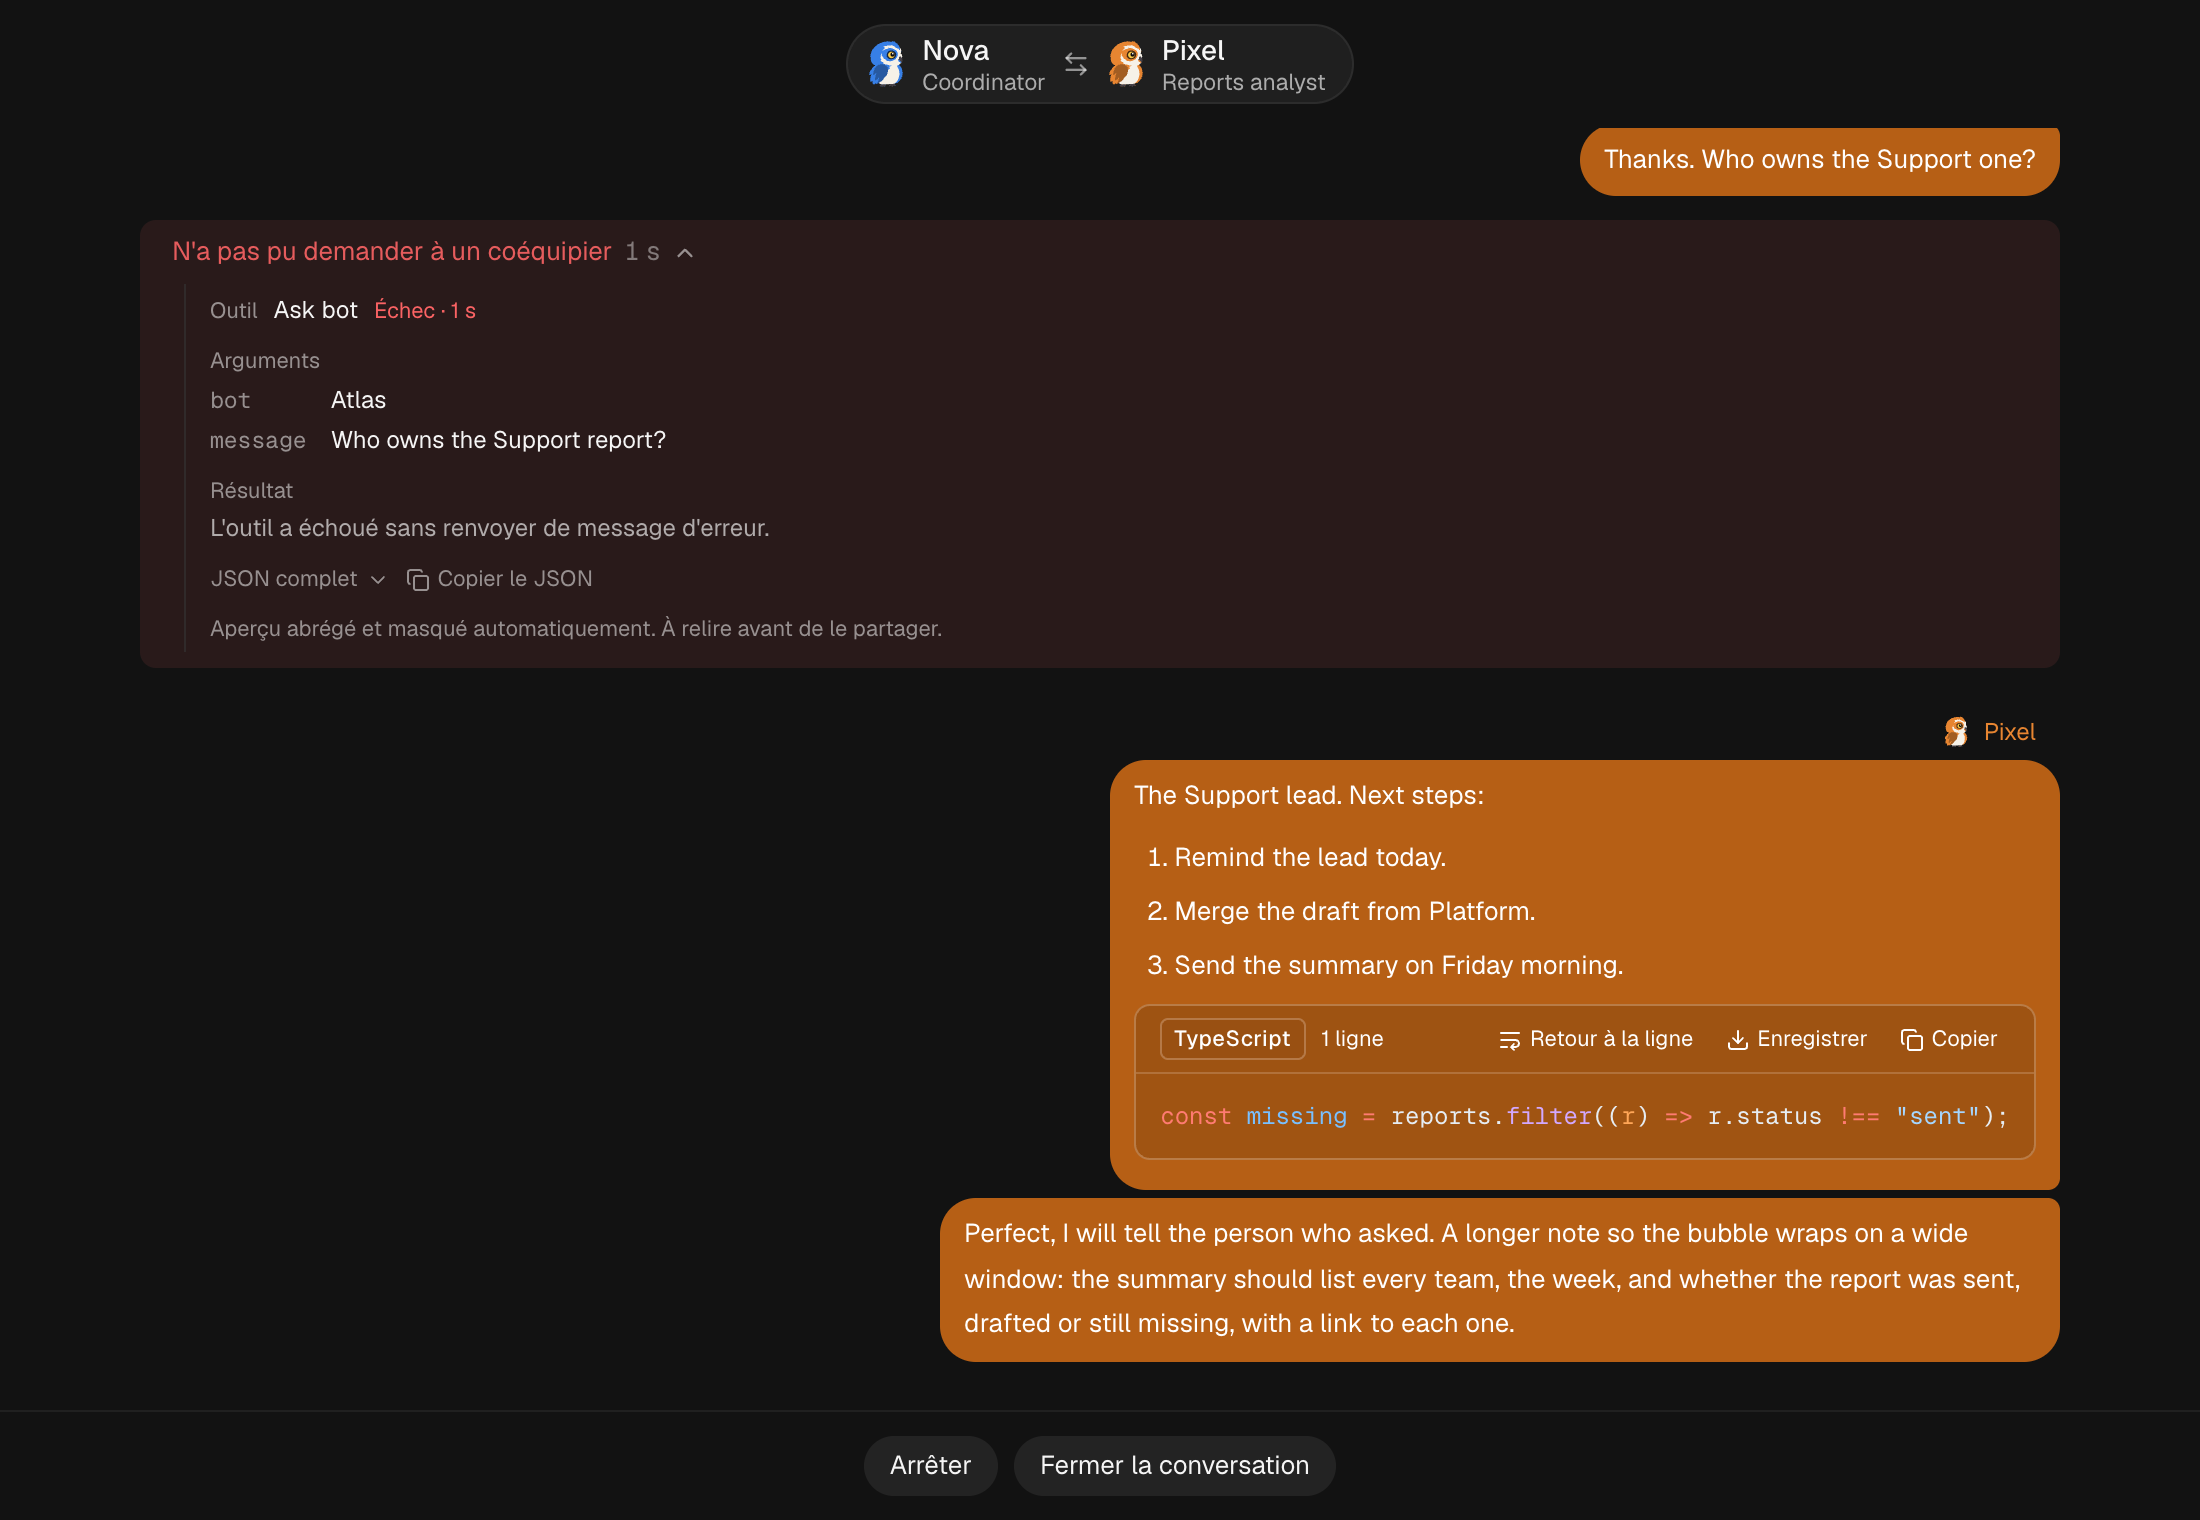 Nova
Coordinator
Pixel
Reports analyst
Thanks. Who owns the Support one?
N'a pas pu demander à un coéquipier 1 s
Outil Ask bot Échec · 1 s
Arguments
bot Atlas
message Who owns the Support report?
Résultat
L'outil a échoué sans renvoyer de message d'erreur.
JSON complet Copier le JSON
Aperçu abrégé et masqué automatiquement. À relire avant de le partager.
Pixel
The Support lead. Next steps:
1. Remind the lead today.
2. Merge the draft from Platform.
3. Send the summary on Friday morning.
TypeScript 1 ligne Retour à la ligne Enregistrer Copier
const missing = reports.filter((r) => r.status !== "sent");
Perfect, I will tell the person who asked. A longer note so the bubble wraps on a wide
window: the summary should list every team, the week, and whether the report was sent,
drafted or still missing, with a link to each one.
Arrêter Fermer la conversation